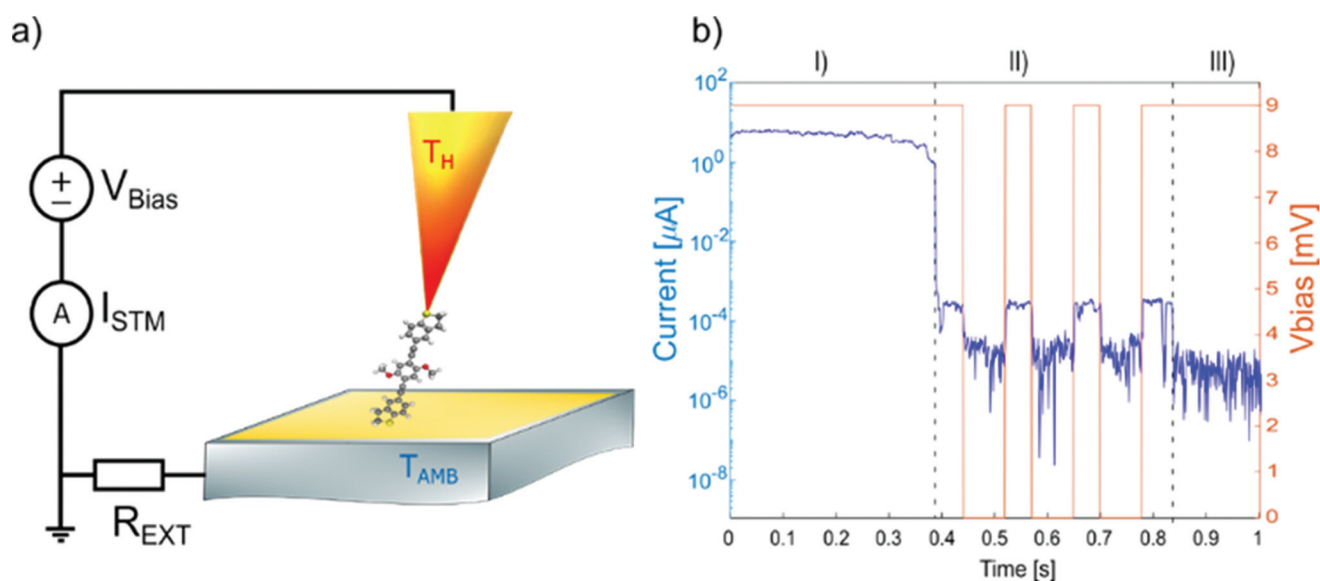 a)
V_Bias
I_STM
A
T_H
T_AMB
R_EXT
b)
I)
II)
III)
10^2
10^0
10^-2
10^-4
10^-6
10^-8
Current [μA]
0
0.1
0.2
0.3
0.4
0.5
0.6
0.7
0.8
0.9
1
Time [s]
9
8
7
6
5
4
3
2
1
0
Vbias [mV]